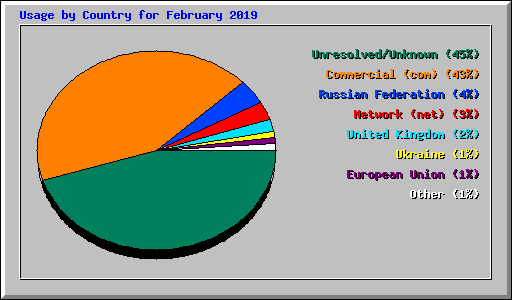 Usage by Country for February 2019
Unresolved/Unknown (45%)
Commercial (com) (43%)
Russian Federation (4%)
Network (net) (3%)
United Kingdom (2%)
Ukraine (1%)
European Union (1%)
Other (1%)